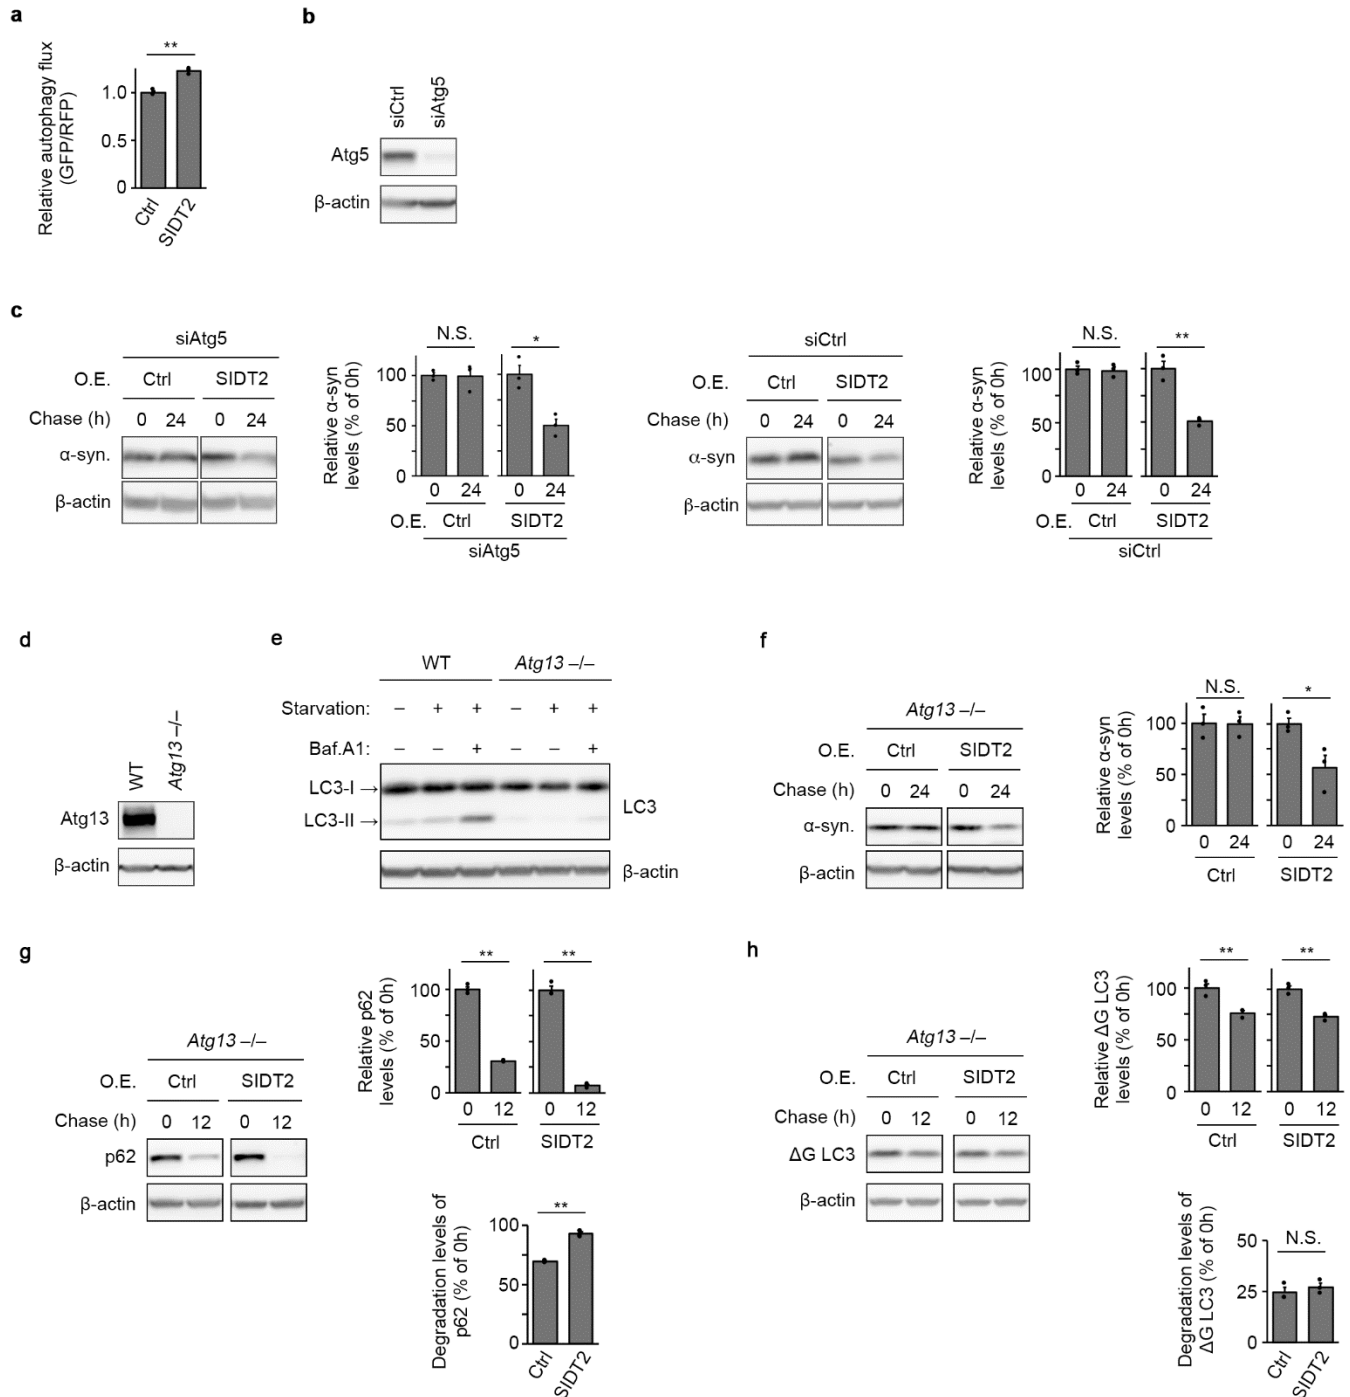 a
Relative autophagy flux
(GFP/RFP)
**
1.0
0.5
0
Ctrl
SIDT2
b
siCtrl
siAtg5
Atg5
β-actin
c
siAtg5
O.E. Ctrl SIDT2
Chase (h) 0 24 0 24
α-syn.
β-actin
Relative α-syn
levels (% of 0h)
N.S. *
100
50
0
0 24 0 24
O.E. Ctrl SIDT2
siAtg5
siCtrl
O.E. Ctrl SIDT2
Chase (h) 0 24 0 24
α-syn
β-actin
Relative α-syn
levels (% of 0h)
N.S. **
100
50
0
0 24 0 24
O.E. Ctrl SIDT2
siCtrl
d
WT
Atg13 –/–
Atg13
β-actin
e
WT Atg13 –/–
Starvation: – + + – + +
Baf.A1: – – + – – +
LC3-I →
LC3-II →
LC3
β-actin
f
Atg13 –/–
O.E. Ctrl SIDT2
Chase (h) 0 24 0 24
α-syn.
β-actin
Relative α-syn
levels (% of 0h)
N.S. *
100
50
0
0 24 0 24
Ctrl SIDT2
g
Atg13 –/–
O.E. Ctrl SIDT2
Chase (h) 0 12 0 12
p62
β-actin
Relative p62
levels (% of 0h)
** **
100
50
0
0 12 0 12
Ctrl SIDT2
Degradation levels of
p62 (% of 0h)
**
100
50
0
Ctrl
SIDT2
h
Atg13 –/–
O.E. Ctrl SIDT2
Chase (h) 0 12 0 12
ΔG LC3
β-actin
Relative ΔG LC3
levels (% of 0h)
** **
100
50
0
0 12 0 12
Ctrl SIDT2
Degradation levels of
ΔG LC3 (% of 0h)
N.S.
50
25
0
Ctrl
SIDT2